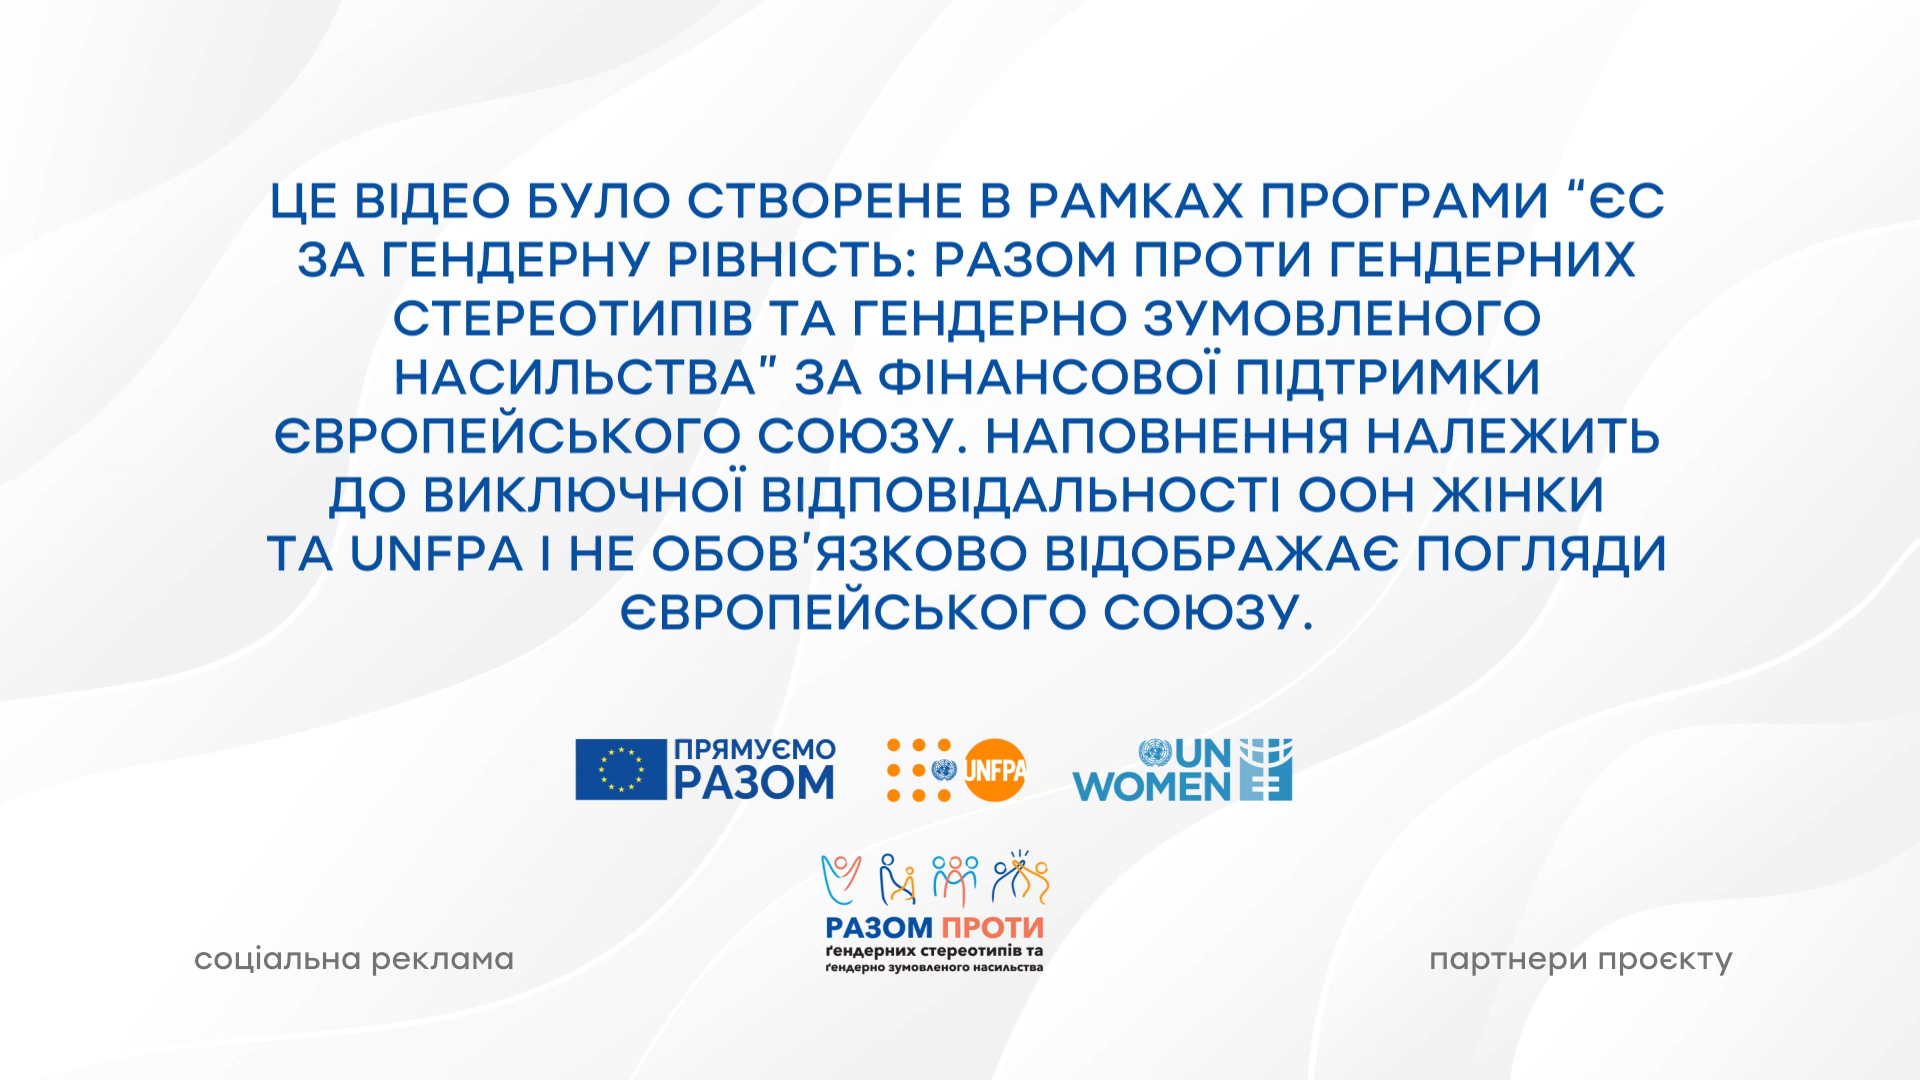 ЦЕ ВІДЕО БУЛО СТВОРЕНЕ В РАМКАХ ПРОГРАМИ “ЄС
ЗА ГЕНДЕРНУ РІВНІСТЬ: РАЗОМ ПРОТИ ГЕНДЕРНИХ
СТЕРЕОТИПІВ ТА ГЕНДЕРНО ЗУМОВЛЕНОГО
НАСИЛЬСТВА” ЗА ФІНАНСОВОЇ ПІДТРИМКИ
ЄВРОПЕЙСЬКОГО СОЮЗУ. НАПОВНЕННЯ НАЛЕЖИТЬ
ДО ВИКЛЮЧНОЇ ВІДПОВІДАЛЬНОСТІ ООН ЖІНКИ
ТА UNFPA І НЕ ОБОВ’ЯЗКОВО ВІДОБРАЖАЄ ПОГЛЯДИ
ЄВРОПЕЙСЬКОГО СОЮЗУ.
ПРЯМУЄМО
РАЗОМ
UNFPA
UN
WOMEN
РАЗОМ ПРОТИ
ґендерних стереотипів та
ґендерно зумовленого насильства
соціальна реклама
партнери проєкту